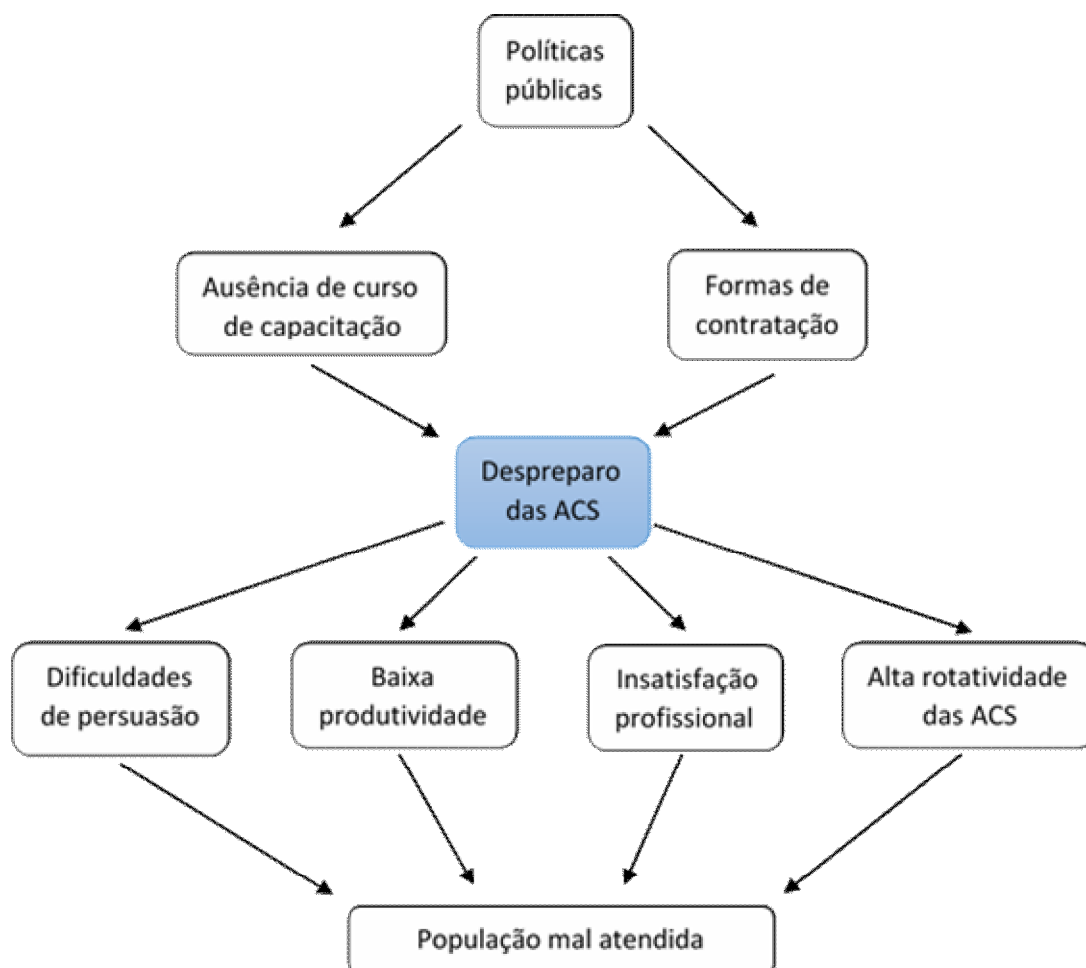 Políticas
públicas
Ausência de curso
de capacitação
Formas de
contratação
Despreparo
das ACS
Dificuldades
de persuasão
Baixa
produtividade
Insatisfação
profissional
Alta rotatividade
das ACS
População mal atendida